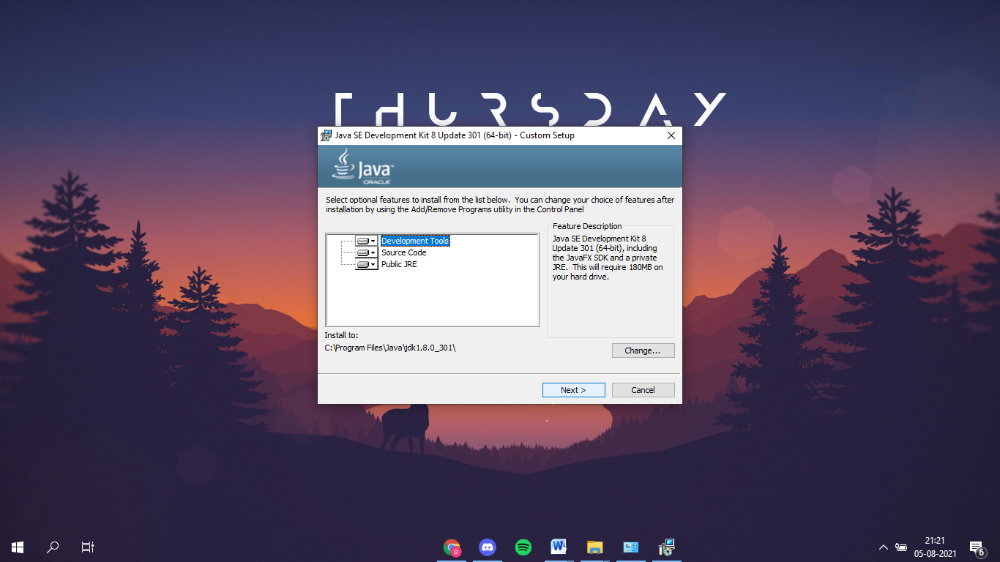 THURSDAY
Java SE Development Kit 8 Update 301 (64-bit) - Custom Setup
Java™
ORACLE
Select optional features to install from the list below.  You can change your choice of features after
installation by using the Add/Remove Programs utility in the Control Panel
Development Tools
Source Code
Public JRE
Feature Description
Java SE Development Kit 8
Update 301 (64-bit), including
the JavaFX SDK and a private
JRE.  This will require 180MB on
your hard drive.
Install to:
C:\Program Files\Java\jdk1.8.0_301\
Change...
Next >
Cancel
D
W
21:21
05-08-2021
6